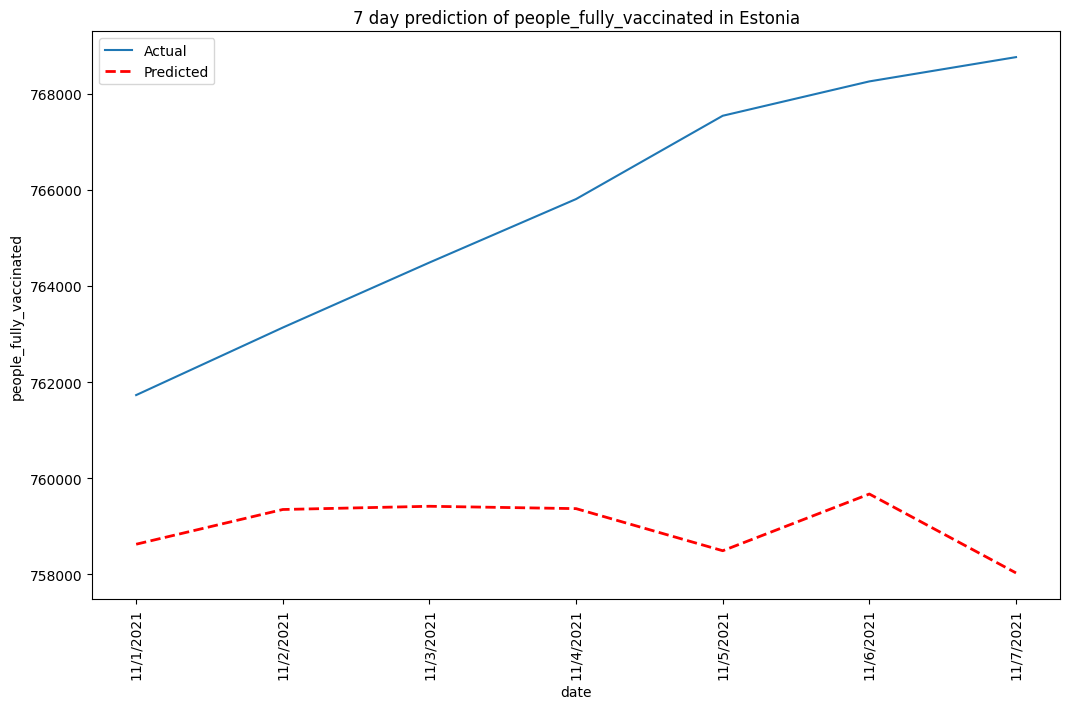 7 day prediction of people_fully_vaccinated in Estonia
Actual
Predicted
768000
766000
764000
762000
760000
758000
people_fully_vaccinated
11/1/2021
11/2/2021
11/3/2021
11/4/2021
11/5/2021
11/6/2021
11/7/2021
date